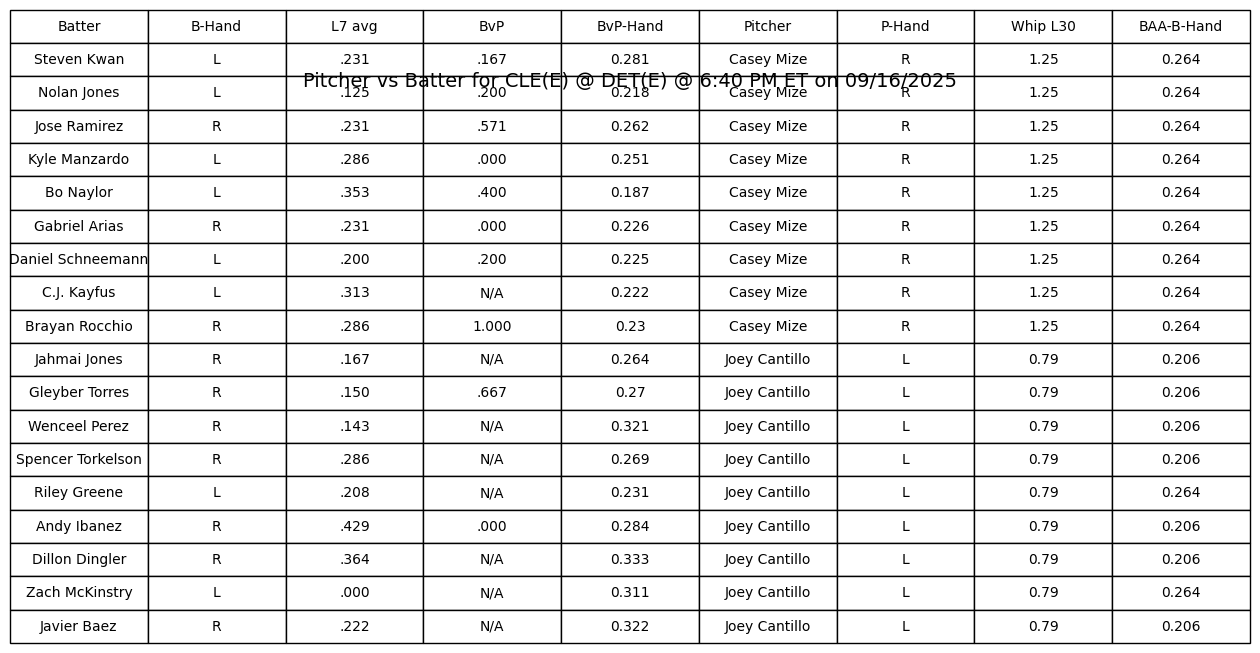 Batter B-Hand L7 avg BvP BvP-Hand Pitcher P-Hand Whip L30 BAA-B-Hand
Steven Kwan L .231 .167 0.281 Casey Mize R 1.25 0.264
Pitcher vs Batter for CLE(E) @ DET(E) @ 6:40 PM ET on 09/16/2025
Nolan Jones L .125 .200 0.218 Casey Mize R 1.25 0.264
Jose Ramirez R .231 .571 0.262 Casey Mize R 1.25 0.264
Kyle Manzardo L .286 .000 0.251 Casey Mize R 1.25 0.264
Bo Naylor L .353 .400 0.187 Casey Mize R 1.25 0.264
Gabriel Arias R .231 .000 0.226 Casey Mize R 1.25 0.264
Daniel Schneemann L .200 .200 0.225 Casey Mize R 1.25 0.264
C.J. Kayfus L .313 N/A 0.222 Casey Mize R 1.25 0.264
Brayan Rocchio R .286 1.000 0.23 Casey Mize R 1.25 0.264
Jahmai Jones R .167 N/A 0.264 Joey Cantillo L 0.79 0.206
Gleyber Torres R .150 .667 0.27 Joey Cantillo L 0.79 0.206
Wenceel Perez R .143 N/A 0.321 Joey Cantillo L 0.79 0.206
Spencer Torkelson R .286 N/A 0.269 Joey Cantillo L 0.79 0.206
Riley Greene L .208 N/A 0.231 Joey Cantillo L 0.79 0.264
Andy Ibanez R .429 .000 0.284 Joey Cantillo L 0.79 0.206
Dillon Dingler R .364 N/A 0.333 Joey Cantillo L 0.79 0.206
Zach McKinstry L .000 N/A 0.311 Joey Cantillo L 0.79 0.264
Javier Baez R .222 N/A 0.322 Joey Cantillo L 0.79 0.206